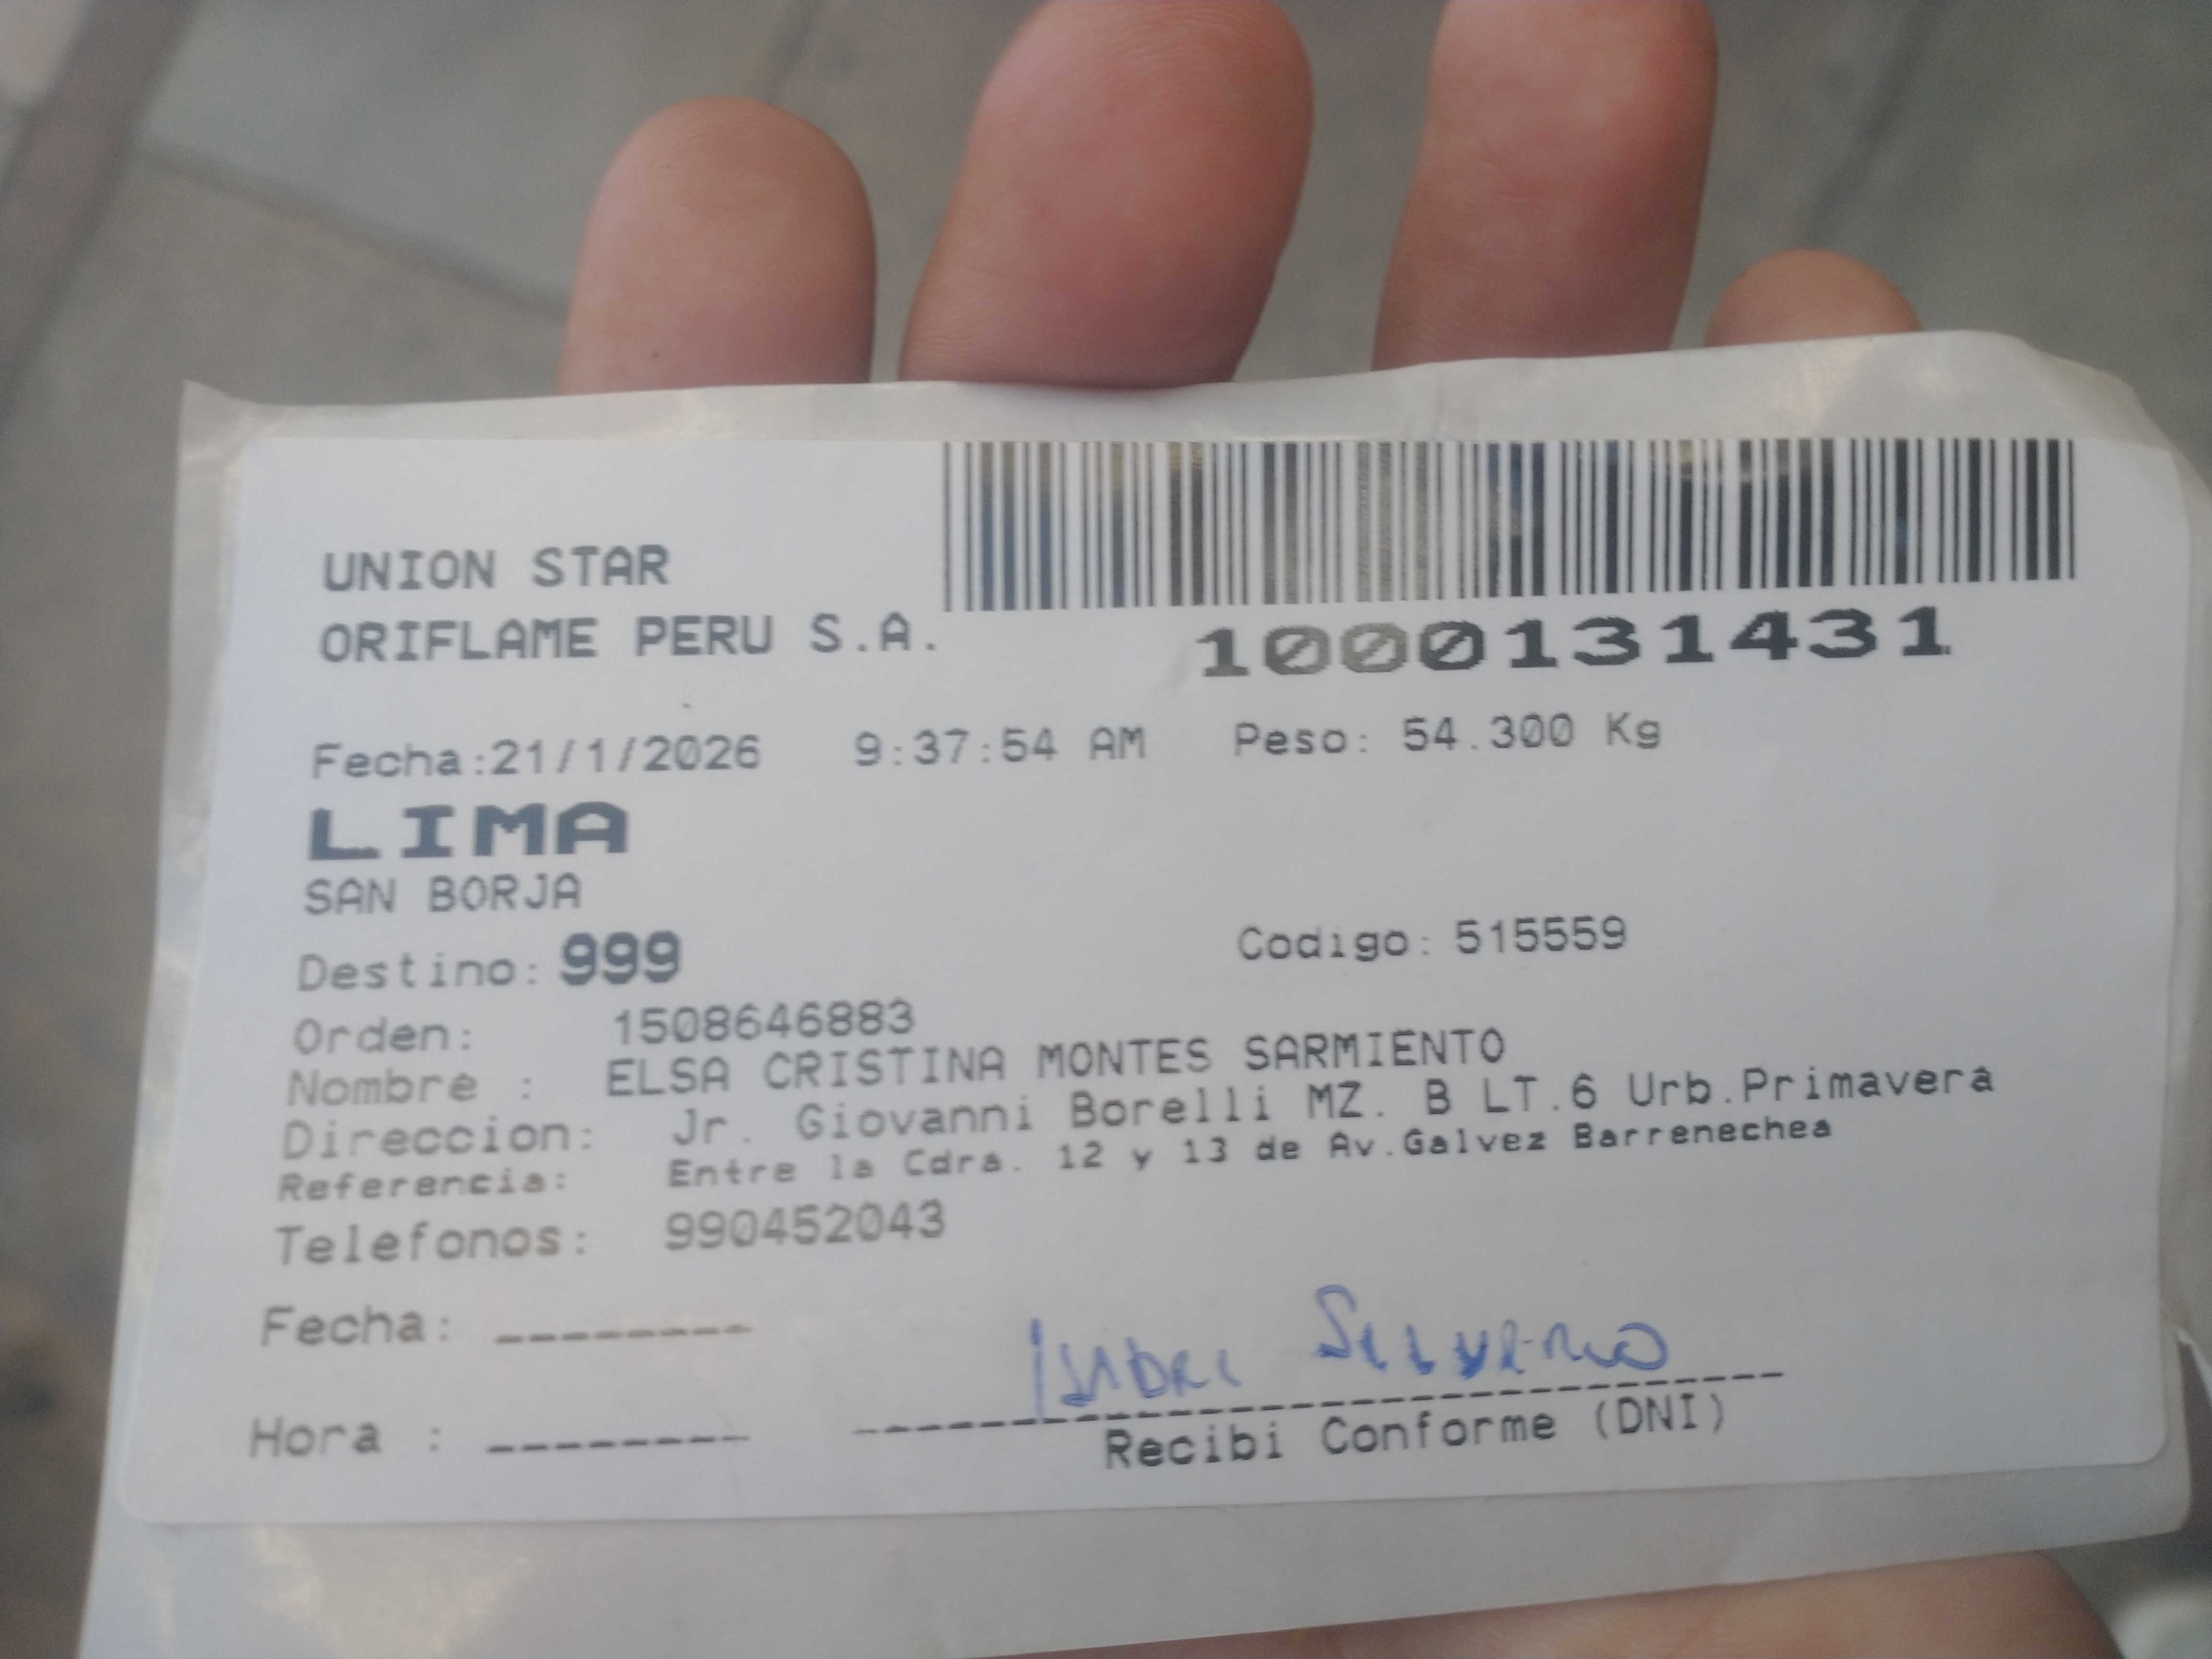 UNION STAR
ORIFLAME PERU S.A.
1000131431
Fecha:21/1/2026 9:37:54 AM Peso: 54.300 Kg
LIMA
SAN BORJA
Destino: 999 Codigo: 515559
Orden: 1508646883
Nombre : ELSA CRISTINA MONTES SARMIENTO
Direccion: Jr. Giovanni Borelli MZ. B LT.6 Urb.Primavera
Referencia: Entre la Cdra. 12 y 13 de Av.Galvez Barrenechea
Telefonos: 990452043
Fecha: --------
Hora : --------
Recibi Conforme (DNI)